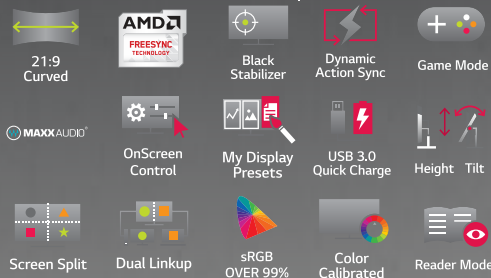 21:9
Curved
AMD
FREESYNC
TECHNOLOGY
Black
Stabilizer
Dynamic
Action Sync
Game Mode
MAXXAUDIO®
OnScreen
Control
My Display
Presets
USB 3.0
Quick Charge
Height Tilt
Screen Split
Dual Linkup
sRGB
OVER 99%
Color
Calibrated
Reader Mode